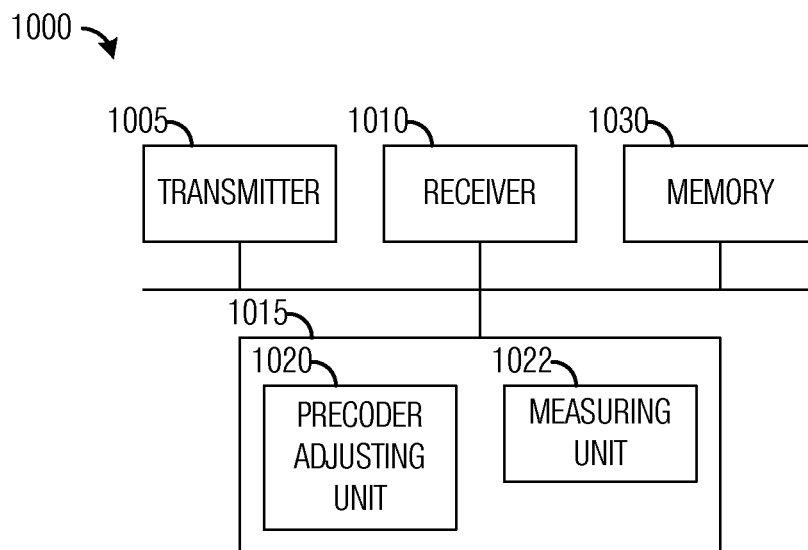 1000
1005
1010
1030
TRANSMITTER
RECEIVER
MEMORY
1015
1020
1022
PRECODER
ADJUSTING
UNIT
MEASURING
UNIT